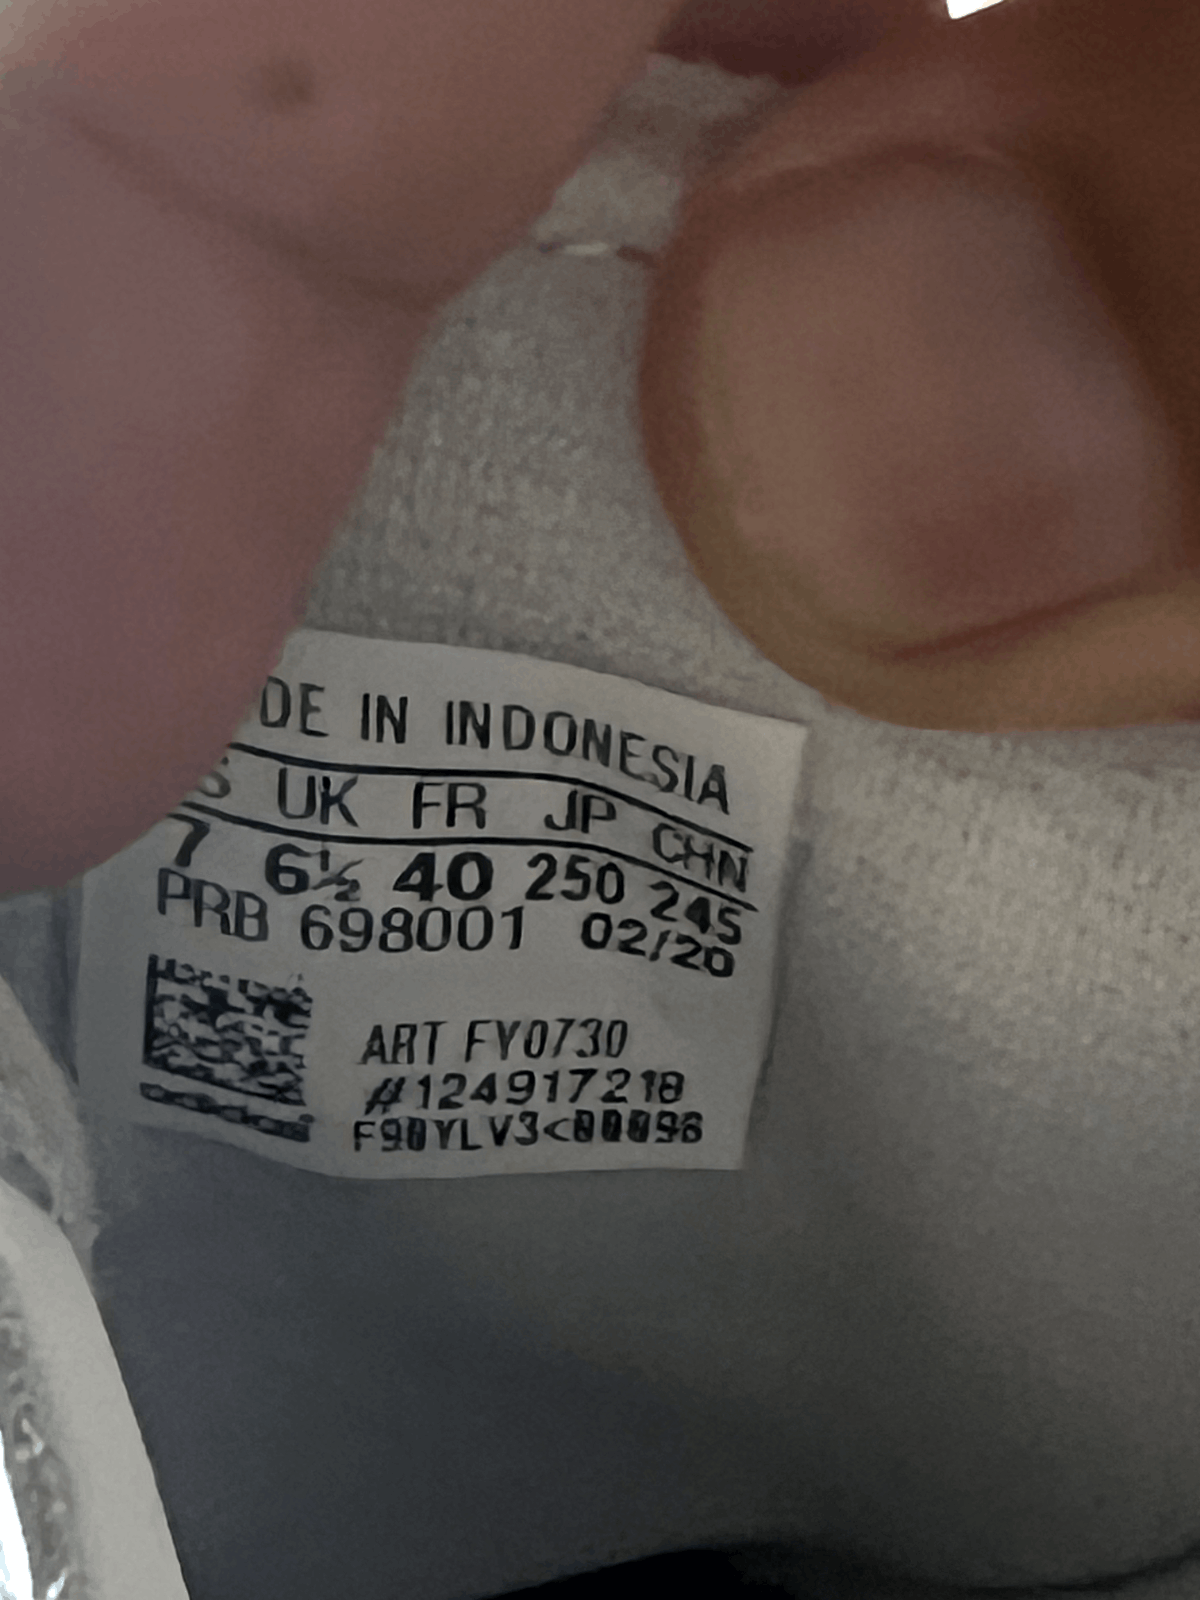 DE IN INDONESIA
S UK FR JP CHN
7 6½ 40 250 245
PRB 698001 02/20
ART FY0730
#124917218